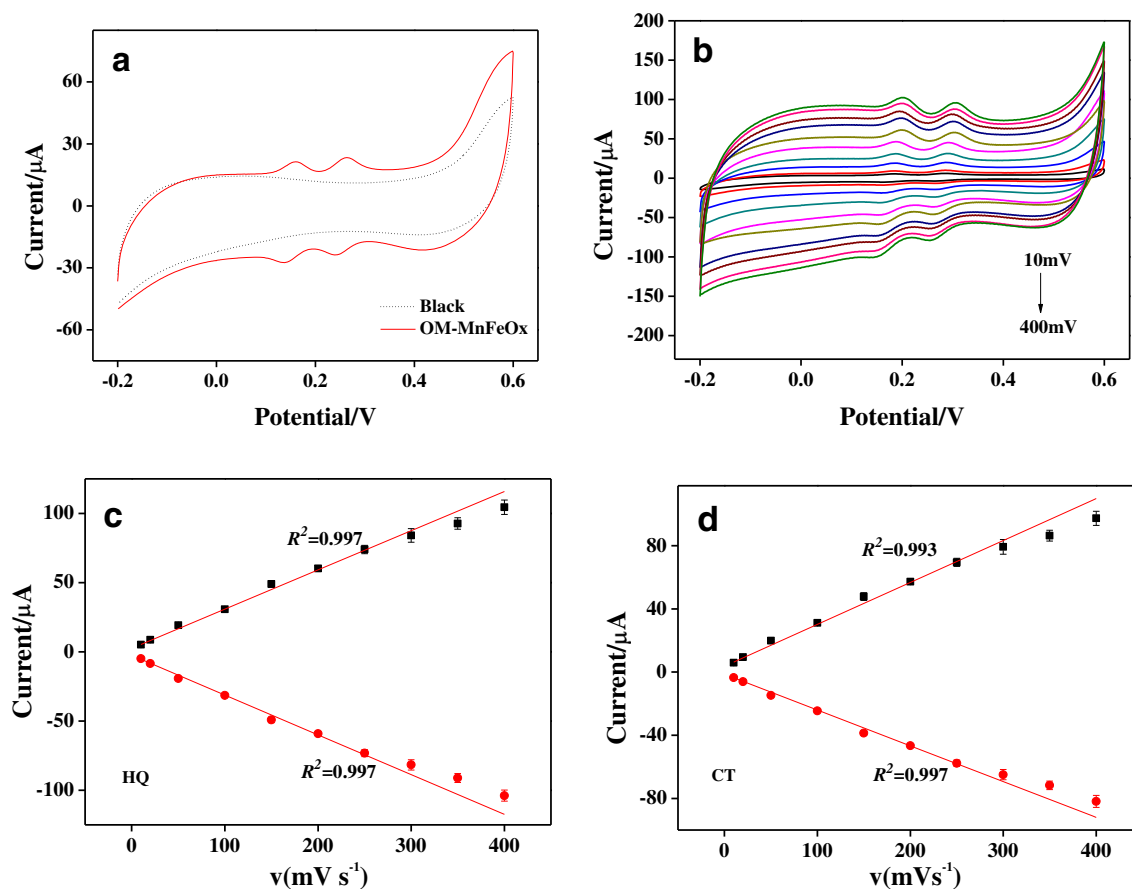 a
60
30
0
-30
-60
Current/μA
Black
OM-MnFeOx
-0.2
0.0
0.2
0.4
0.6
Potential/V
b
200
150
100
50
0
-50
-100
-150
-200
Current/μA
10mV
400mV
-0.2
0.0
0.2
0.4
0.6
Potential/V
c
100
50
0
-50
-100
Current/μA
R²=0.997
R²=0.997
HQ
0
100
200
300
400
v(mV s⁻¹)
d
80
40
0
-40
-80
Current/μA
R²=0.993
R²=0.997
CT
0
100
200
300
400
v(mVs⁻¹)